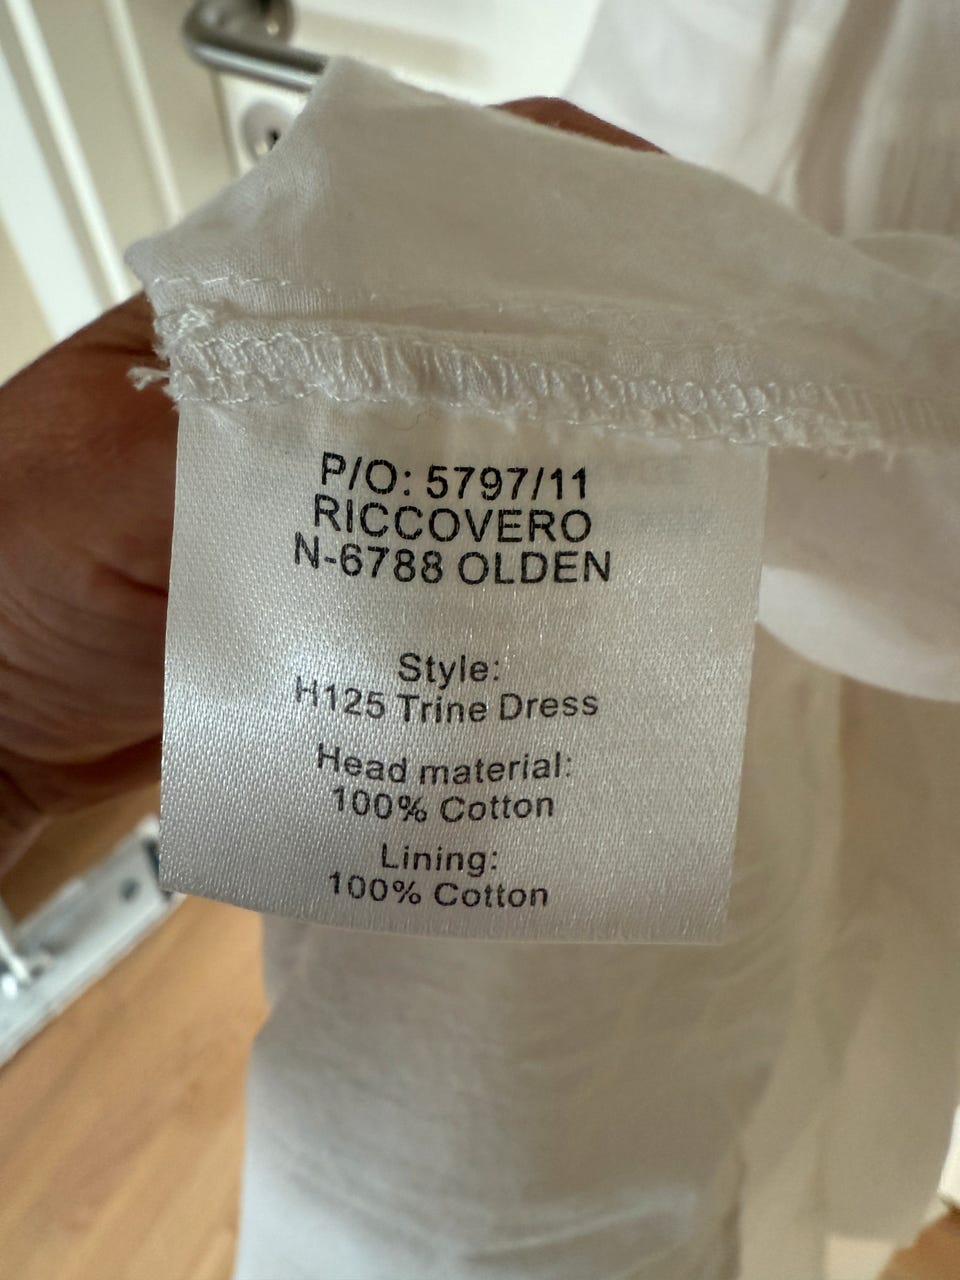 P/O: 5797/11
RICCOVERO
N-6788 OLDEN
Style:
H125 Trine Dress
Head material:
100% Cotton
Lining:
100% Cotton